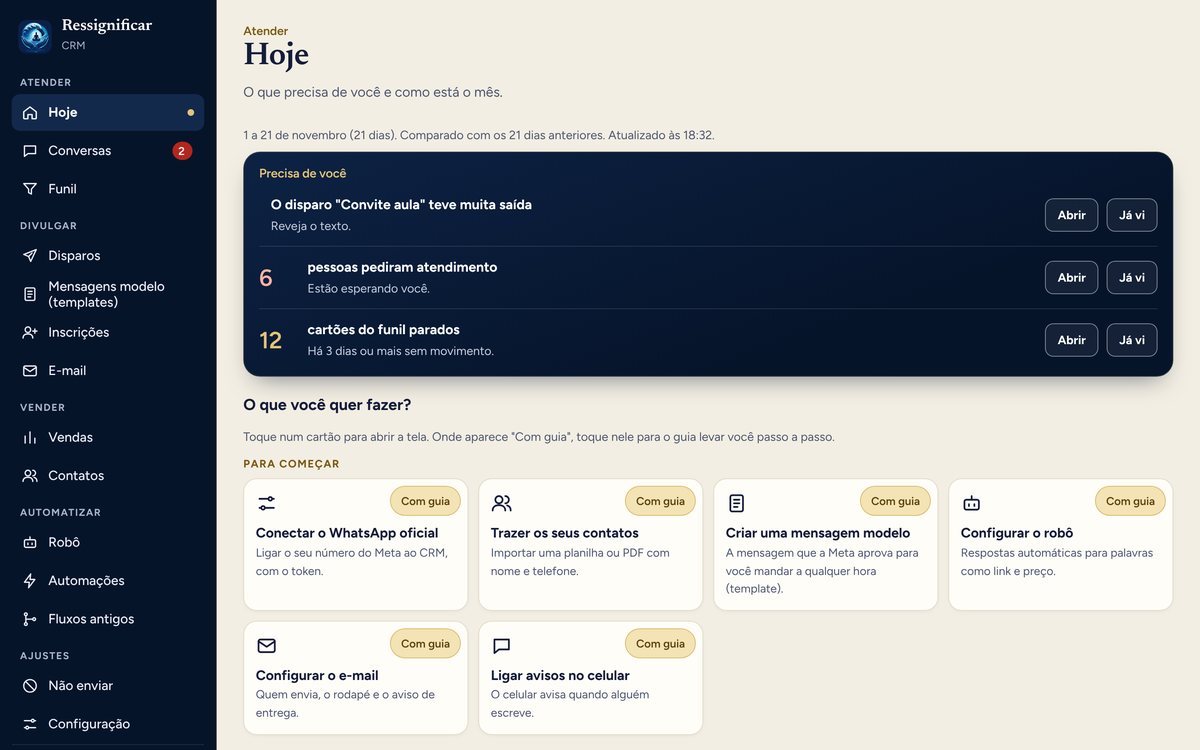 Ressignificar
CRM
ATENDER
Hoje
Conversas
2
Funil
DIVULGAR
Disparos
Mensagens modelo
(templates)
Inscrições
E-mail
VENDER
Vendas
Contatos
AUTOMATIZAR
Robô
Automações
Fluxos antigos
AJUSTES
Não enviar
Configuração
Atender
Hoje
O que precisa de você e como está o mês.
1 a 21 de novembro (21 dias). Comparado com os 21 dias anteriores. Atualizado às 18:32.
Precisa de você
O disparo "Convite aula" teve muita saída
Reveja o texto.
Abrir
Já vi
6
pessoas pediram atendimento
Estão esperando você.
Abrir
Já vi
12
cartões do funil parados
Há 3 dias ou mais sem movimento.
Abrir
Já vi
O que você quer fazer?
Toque num cartão para abrir a tela. Onde aparece "Com guia", toque nele para o guia levar você passo a passo.
PARA COMEÇAR
Com guia
Conectar o WhatsApp oficial
Ligar o seu número do Meta ao CRM,
com o token.
Com guia
Trazer os seus contatos
Importar uma planilha ou PDF com
nome e telefone.
Com guia
Criar uma mensagem modelo
A mensagem que a Meta aprova para
você mandar a qualquer hora
(template).
Com guia
Configurar o robô
Respostas automáticas para palavras
como link e preço.
Com guia
Configurar o e-mail
Quem envia, o rodapé e o aviso de
entrega.
Com guia
Ligar avisos no celular
O celular avisa quando alguém
escreve.